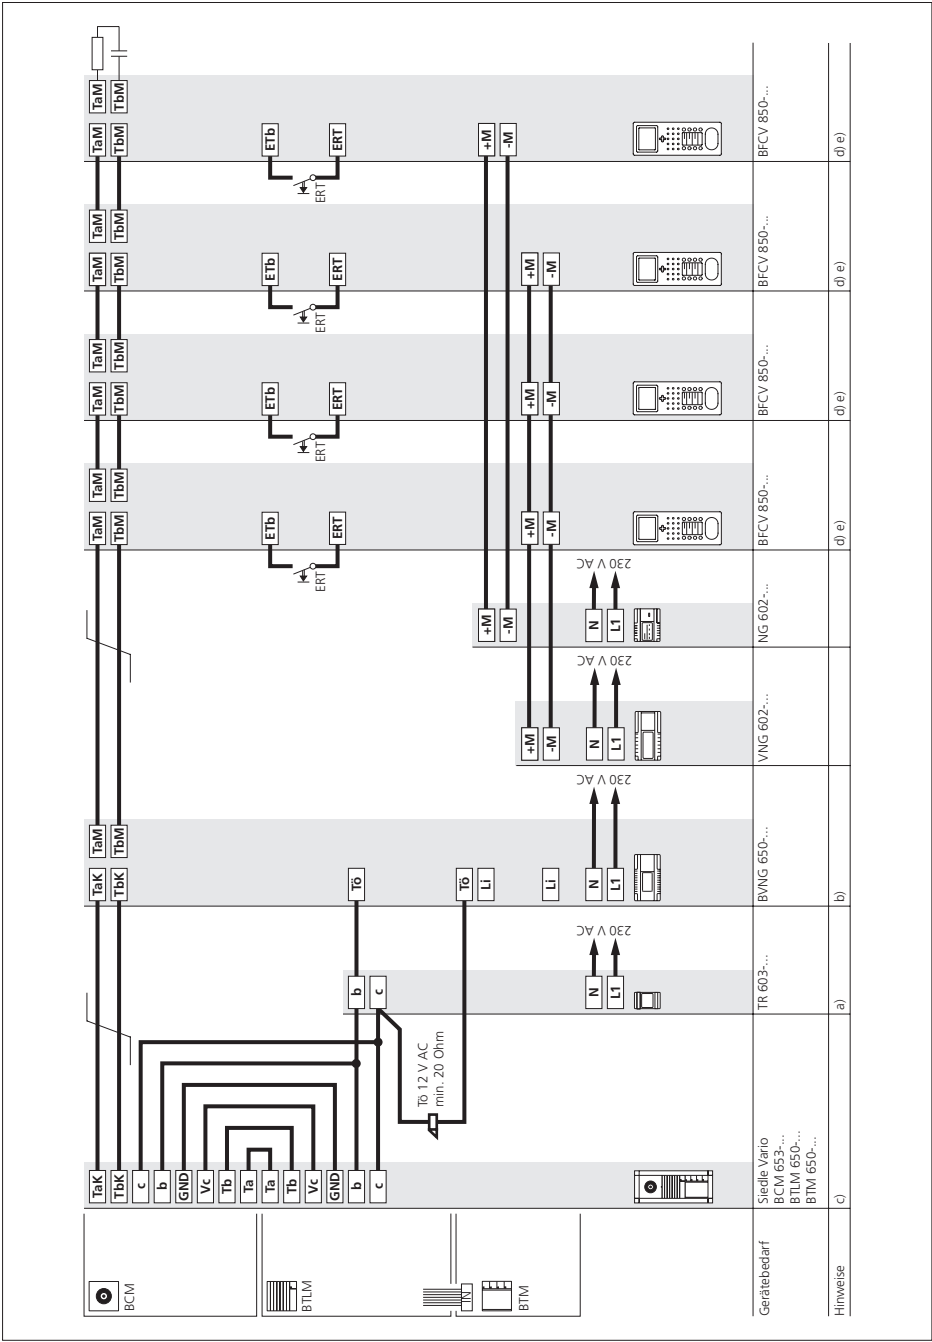 TaK TaK TaM TaM TaM TaM TaM TaM TaM TaM TaM
TbK TbK TbM TbM TbM TbM TbM TbM TbM TbM TbM
BCM
c
b
GND
Vc
Tb
Ta
Ta ETb ETb ETb ETb
Tb
BTLM
Vc
ERT ERT ERT ERT
GND ERT ERT ERT ERT
b b Tö
c c
Tö 12 V AC
min. 20 Ohm
IN Tö
Li +M +M
-M -M
BTM
+M +M +M +M
Li -M -M -M -M
N N N N
230 V AC 230 V AC 230 V AC 230 V AC
L1 L1 L1 L1
Gerätebedarf
Siedle Vario
BCM 653-...
BTLM 650-...
BTM 650-...
TR 603-...
BVNG 650-...
VNG 602-...
NG 602-...
BFCV 850-...
BFCV 850-...
BFCV 850-...
BFCV 850-...
Hinweise c) a) b) d) e) d) e) d) e) d) e)